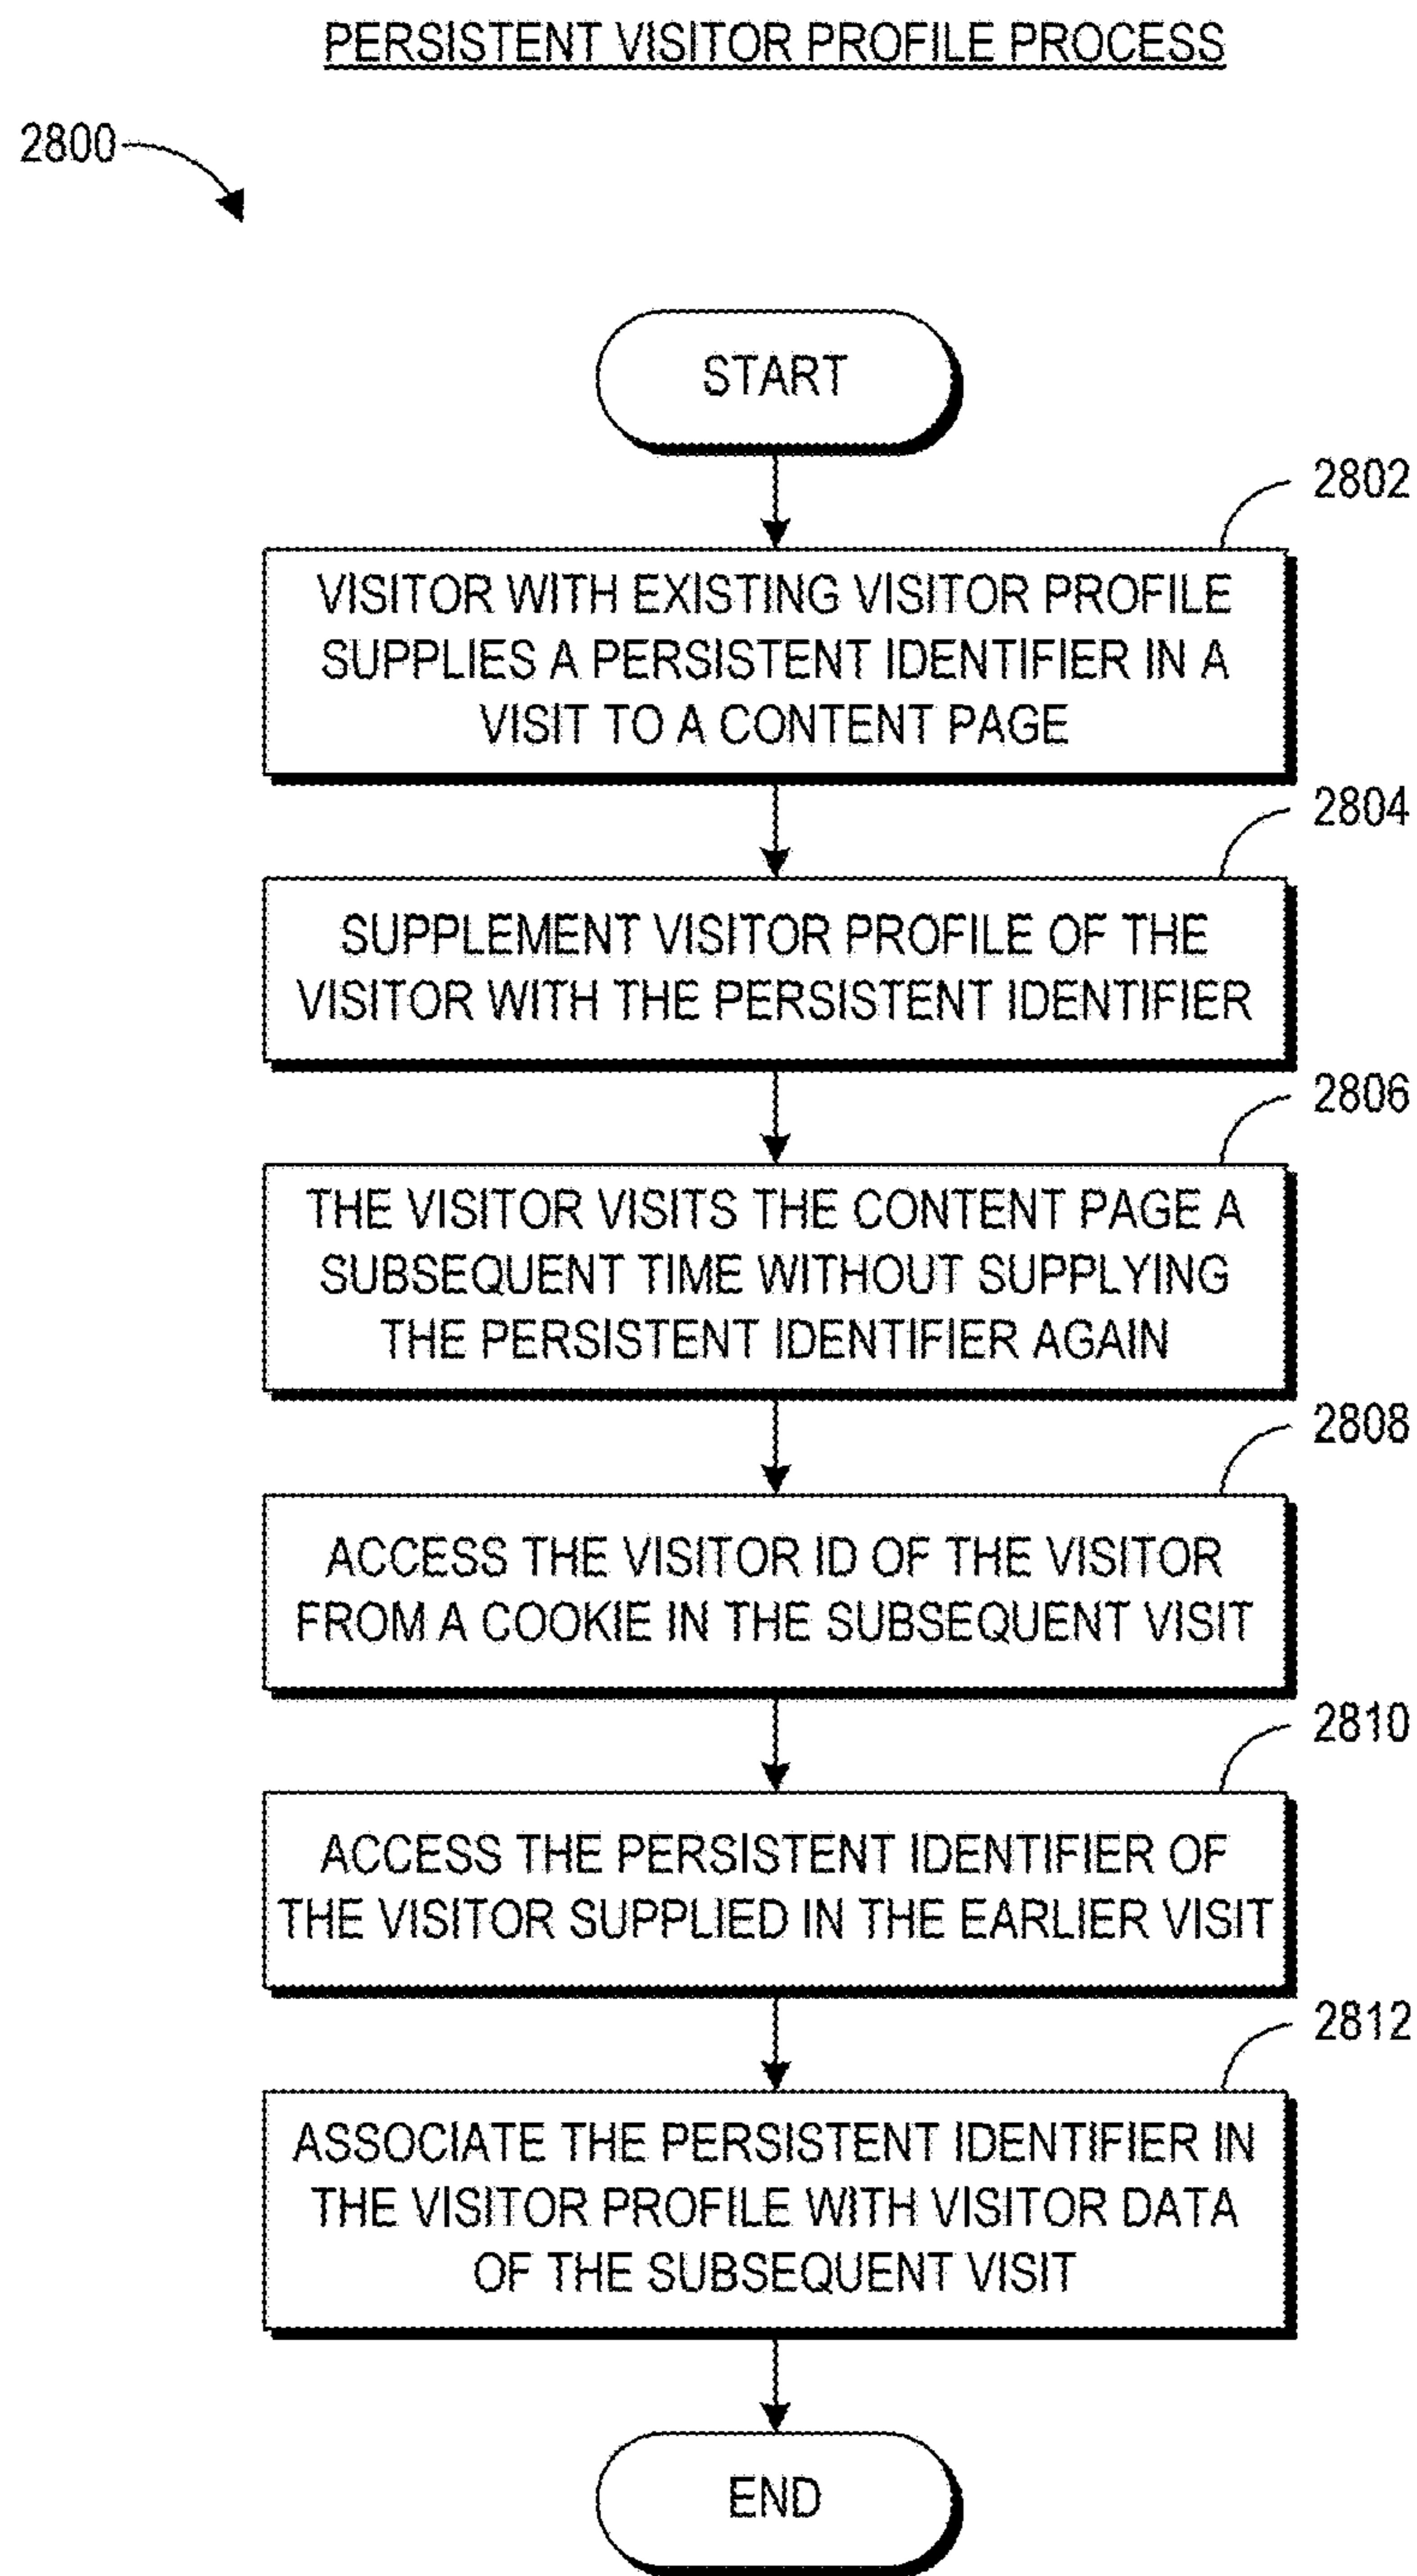 PERSISTENT VISITOR PROFILE PROCESS
2800
START
2802
VISITOR WITH EXISTING VISITOR PROFILE
SUPPLIES A PERSISTENT IDENTIFIER IN A
VISIT TO A CONTENT PAGE
2804
SUPPLEMENT VISITOR PROFILE OF THE
VISITOR WITH THE PERSISTENT IDENTIFIER
2806
THE VISITOR VISITS THE CONTENT PAGE A
SUBSEQUENT TIME WITHOUT SUPPLYING
THE PERSISTENT IDENTIFIER AGAIN
2808
ACCESS THE VISITOR ID OF THE VISITOR
FROM A COOKIE IN THE SUBSEQUENT VISIT
2810
ACCESS THE PERSISTENT IDENTIFIER OF
THE VISITOR SUPPLIED IN THE EARLIER VISIT
2812
ASSOCIATE THE PERSISTENT IDENTIFIER IN
THE VISITOR PROFILE WITH VISITOR DATA
OF THE SUBSEQUENT VISIT
END